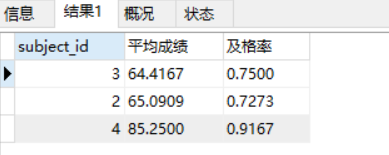 信息 结果1 概况 状态
subject_id 平均成绩 及格率
3 64.4167 0.7500
2 65.0909 0.7273
4 85.2500 0.9167